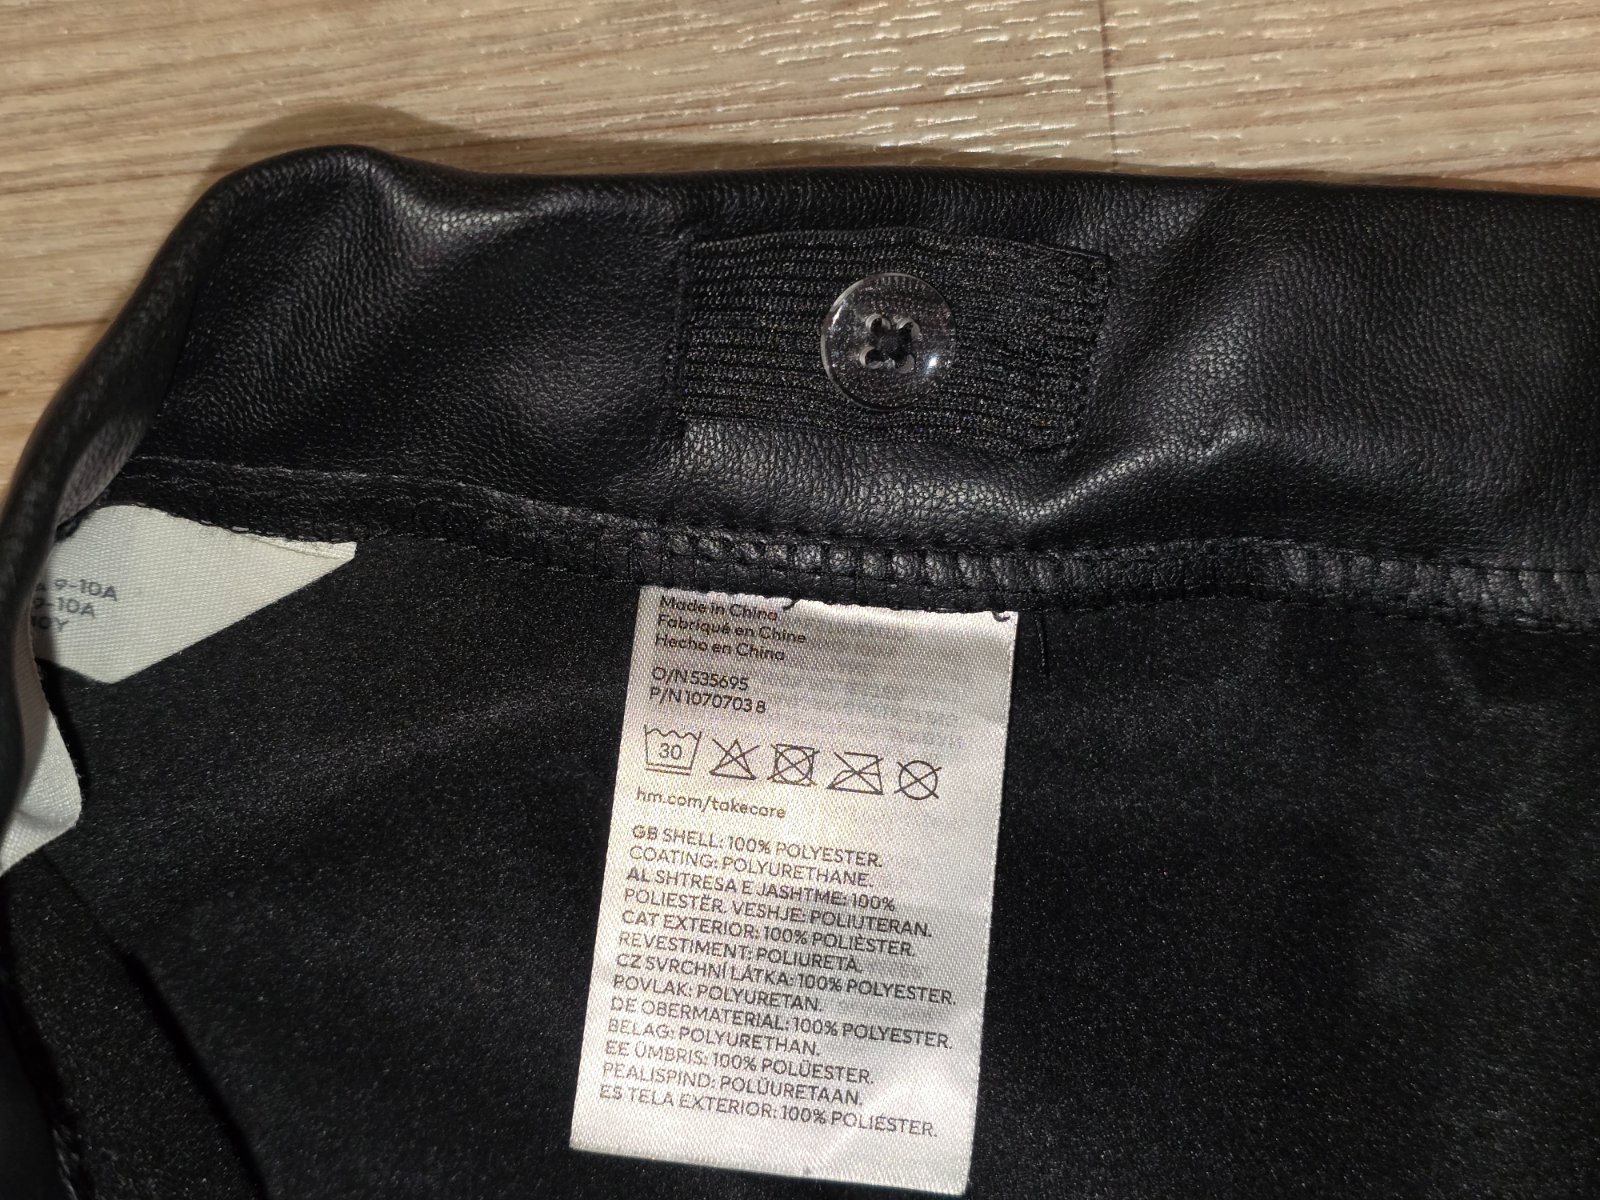 9-10A
9-10A
Made in China
Fabriqué en Chine
Hecho en China
O/N 535695
P/N 1070703 8
30
hm.com/takecare
GB SHELL: 100% POLYESTER.
COATING: POLYURETHANE.
AL SHTRESA E JASHTME: 100%
POLIESTËR. VESHJE: POLIUTERAN.
CAT EXTERIOR: 100% POLIÈSTER.
REVESTIMENT: POLIURETÀ.
CZ SVRCHNÍ LÁTKA: 100% POLYESTER.
POVLAK: POLYURETAN.
DE OBERMATERIAL: 100% POLYESTER.
BELAG: POLYURETHAN.
EE ÜMBRIS: 100% POLÜESTER.
PEALISPIND: POLÜURETAAN.
ES TELA EXTERIOR: 100% POLIÉSTER.